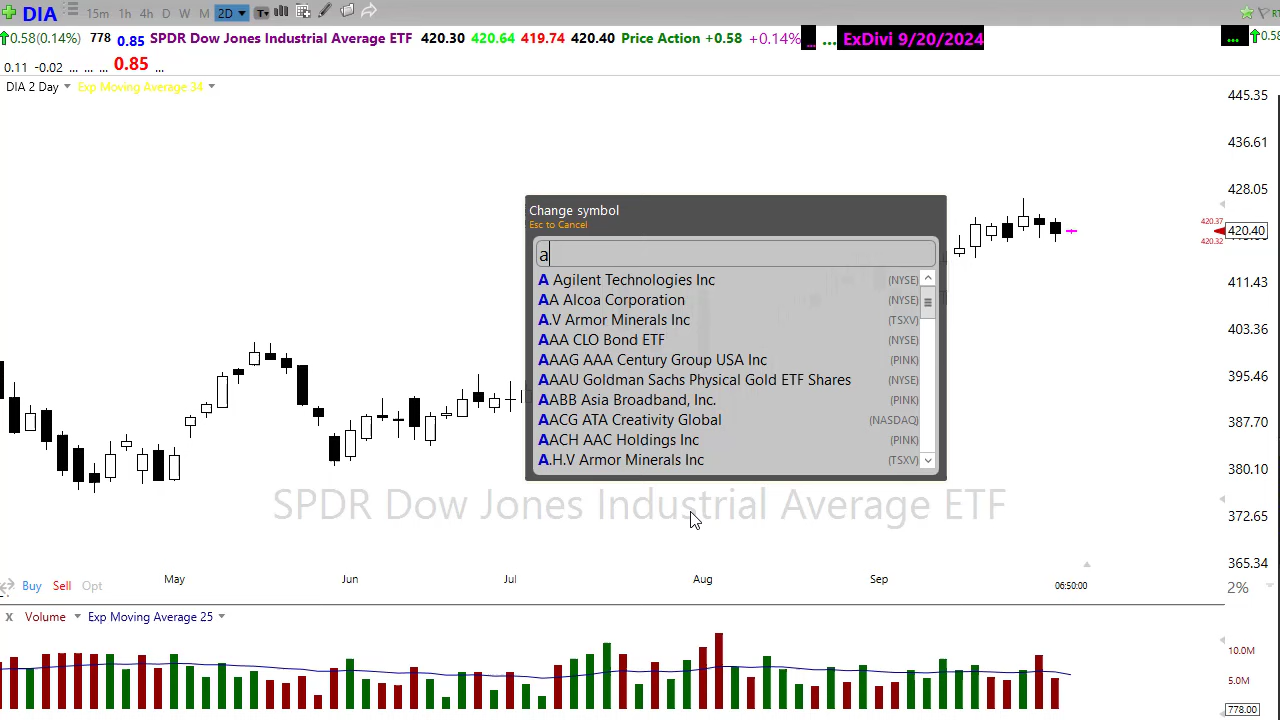 DIA 15m 1h 4h D W M 2D T
0.58(0.14%) 778 0.85 SPDR Dow Jones Industrial Average ETF 420.30 420.64 419.74 420.40 Price Action +0.58 +0.14% ... ... ExDivi 9/20/2024 ... 0.58
0.11 -0.02 ... ... ... 0.85 ...
DIA 2 Day Exp Moving Average 34
445.35
436.61
428.05
420.37
420.40
420.32
411.43
403.36
395.46
387.70
380.10
372.65
365.34
Change symbol
Esc to Cancel
a
A Agilent Technologies Inc (NYSE)
AA Alcoa Corporation (NYSE)
A.V Armor Minerals Inc (TSXV)
AAA CLO Bond ETF (NYSE)
AAAG AAA Century Group USA Inc (PINK)
AAAU Goldman Sachs Physical Gold ETF Shares (NYSE)
AABB Asia Broadband, Inc. (PINK)
AACG ATA Creativity Global (NASDAQ)
AACH AAC Holdings Inc (PINK)
A.H.V Armor Minerals Inc (TSXV)
SPDR Dow Jones Industrial Average ETF
May Jun Jul Aug Sep
Buy Sell Opt 06:50:00 2%
X Volume Exp Moving Average 25
10.0M
5.0M
778.00